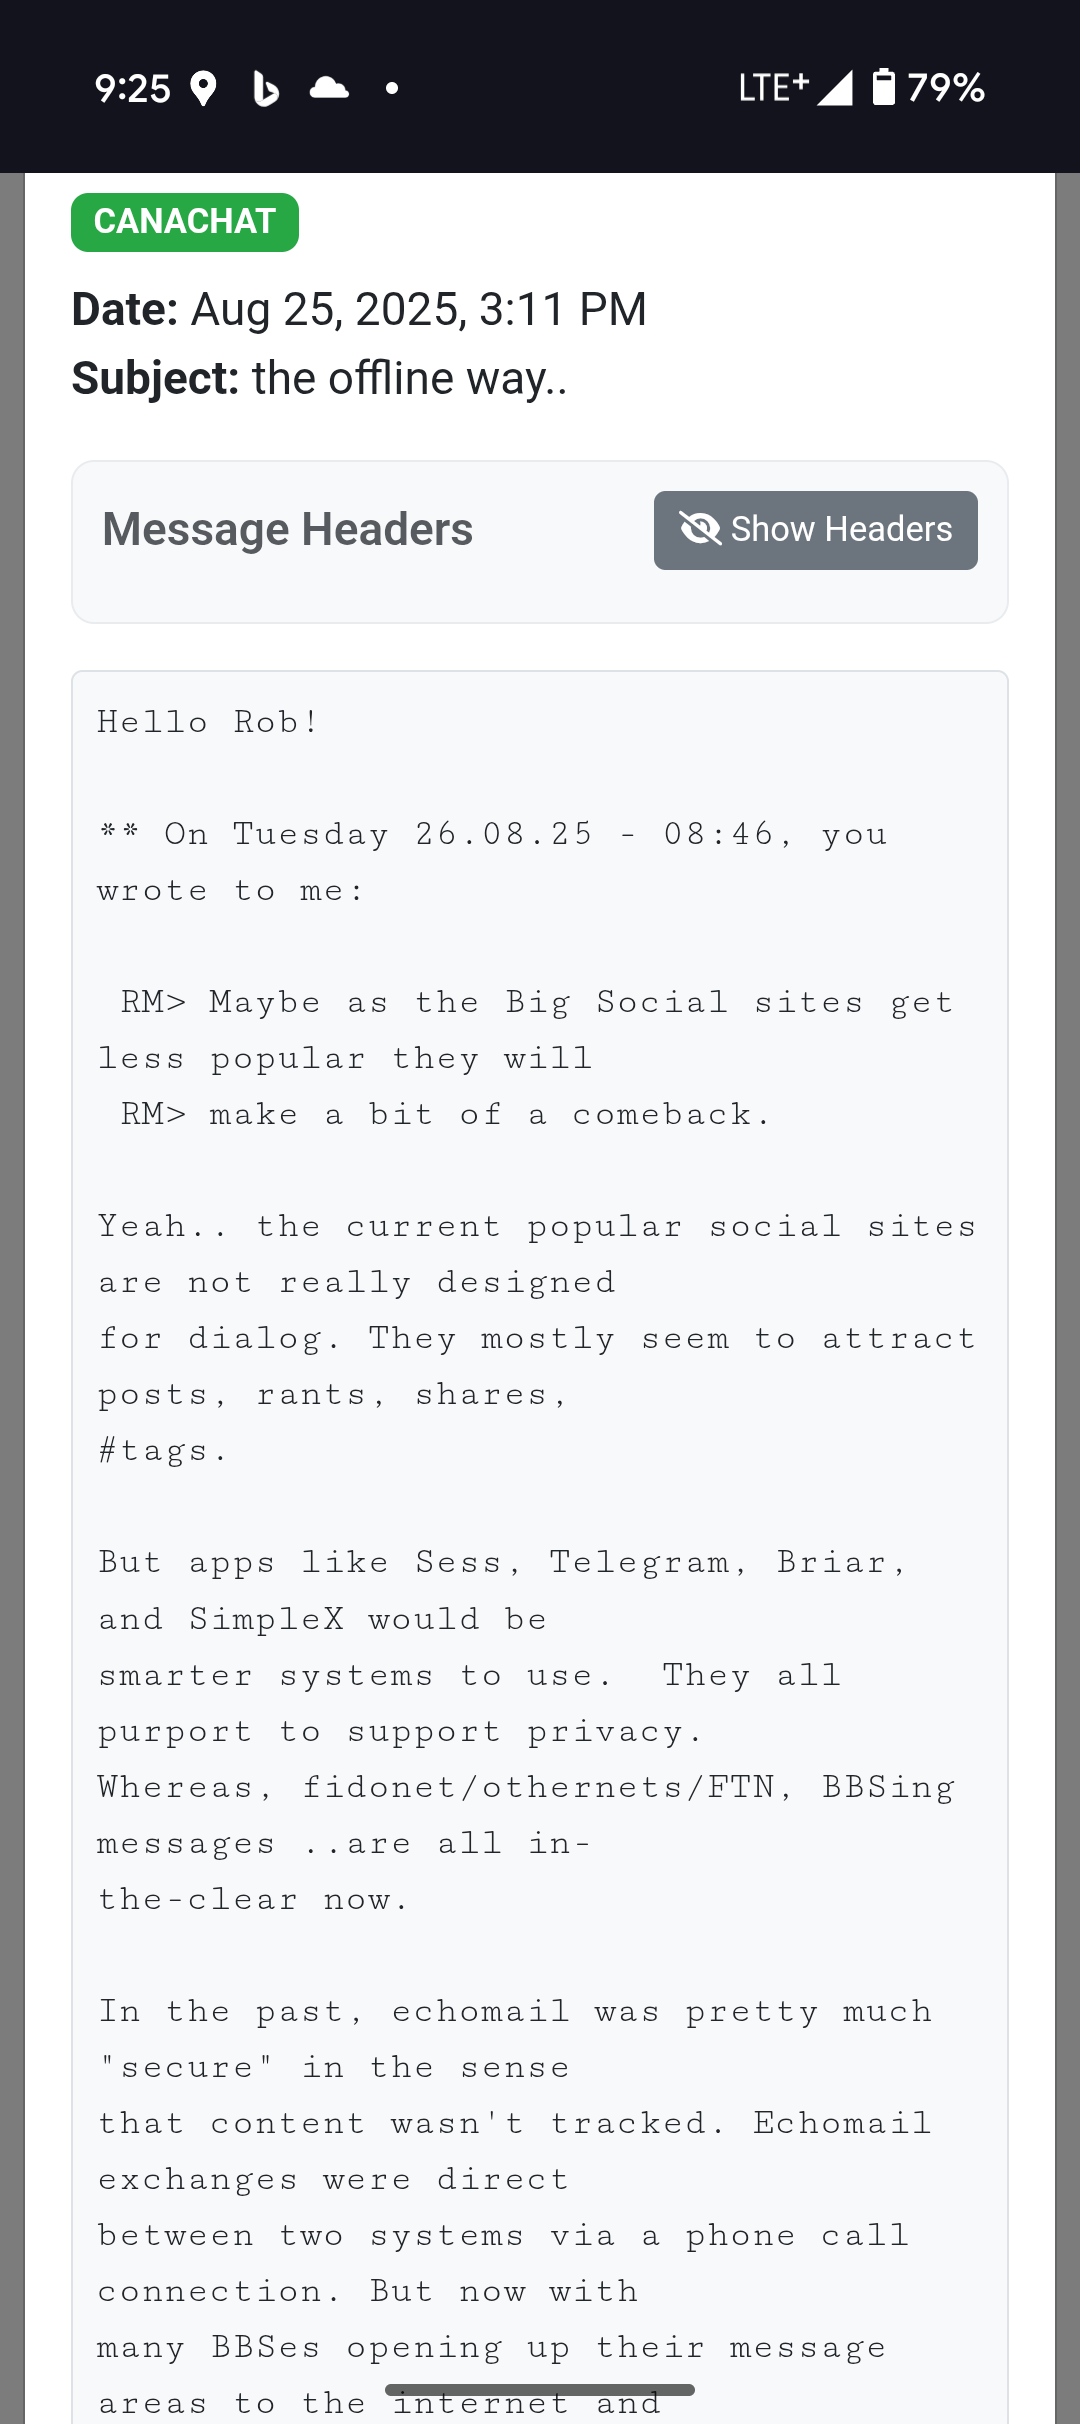 9:25 LTE+ 79%
CANACHAT
Date: Aug 25, 2025, 3:11 PM
Subject: the offline way..
Message Headers
Show Headers
Hello Rob!
** On Tuesday 26.08.25 - 08:46, you
wrote to me:
RM> Maybe as the Big Social sites get
less popular they will
RM> make a bit of a comeback.
Yeah.. the current popular social sites
are not really designed
for dialog. They mostly seem to attract
posts, rants, shares,
#tags.
But apps like Sess, Telegram, Briar,
and SimpleX would be
smarter systems to use.  They all
purport to support privacy.
Whereas, fidonet/othernets/FTN, BBSing
messages ..are all in-
the-clear now.
In the past, echomail was pretty much
"secure" in the sense
that content wasn't tracked. Echomail
exchanges were direct
between two systems via a phone call
connection. But now with
many BBSes opening up their message
areas to the internet and